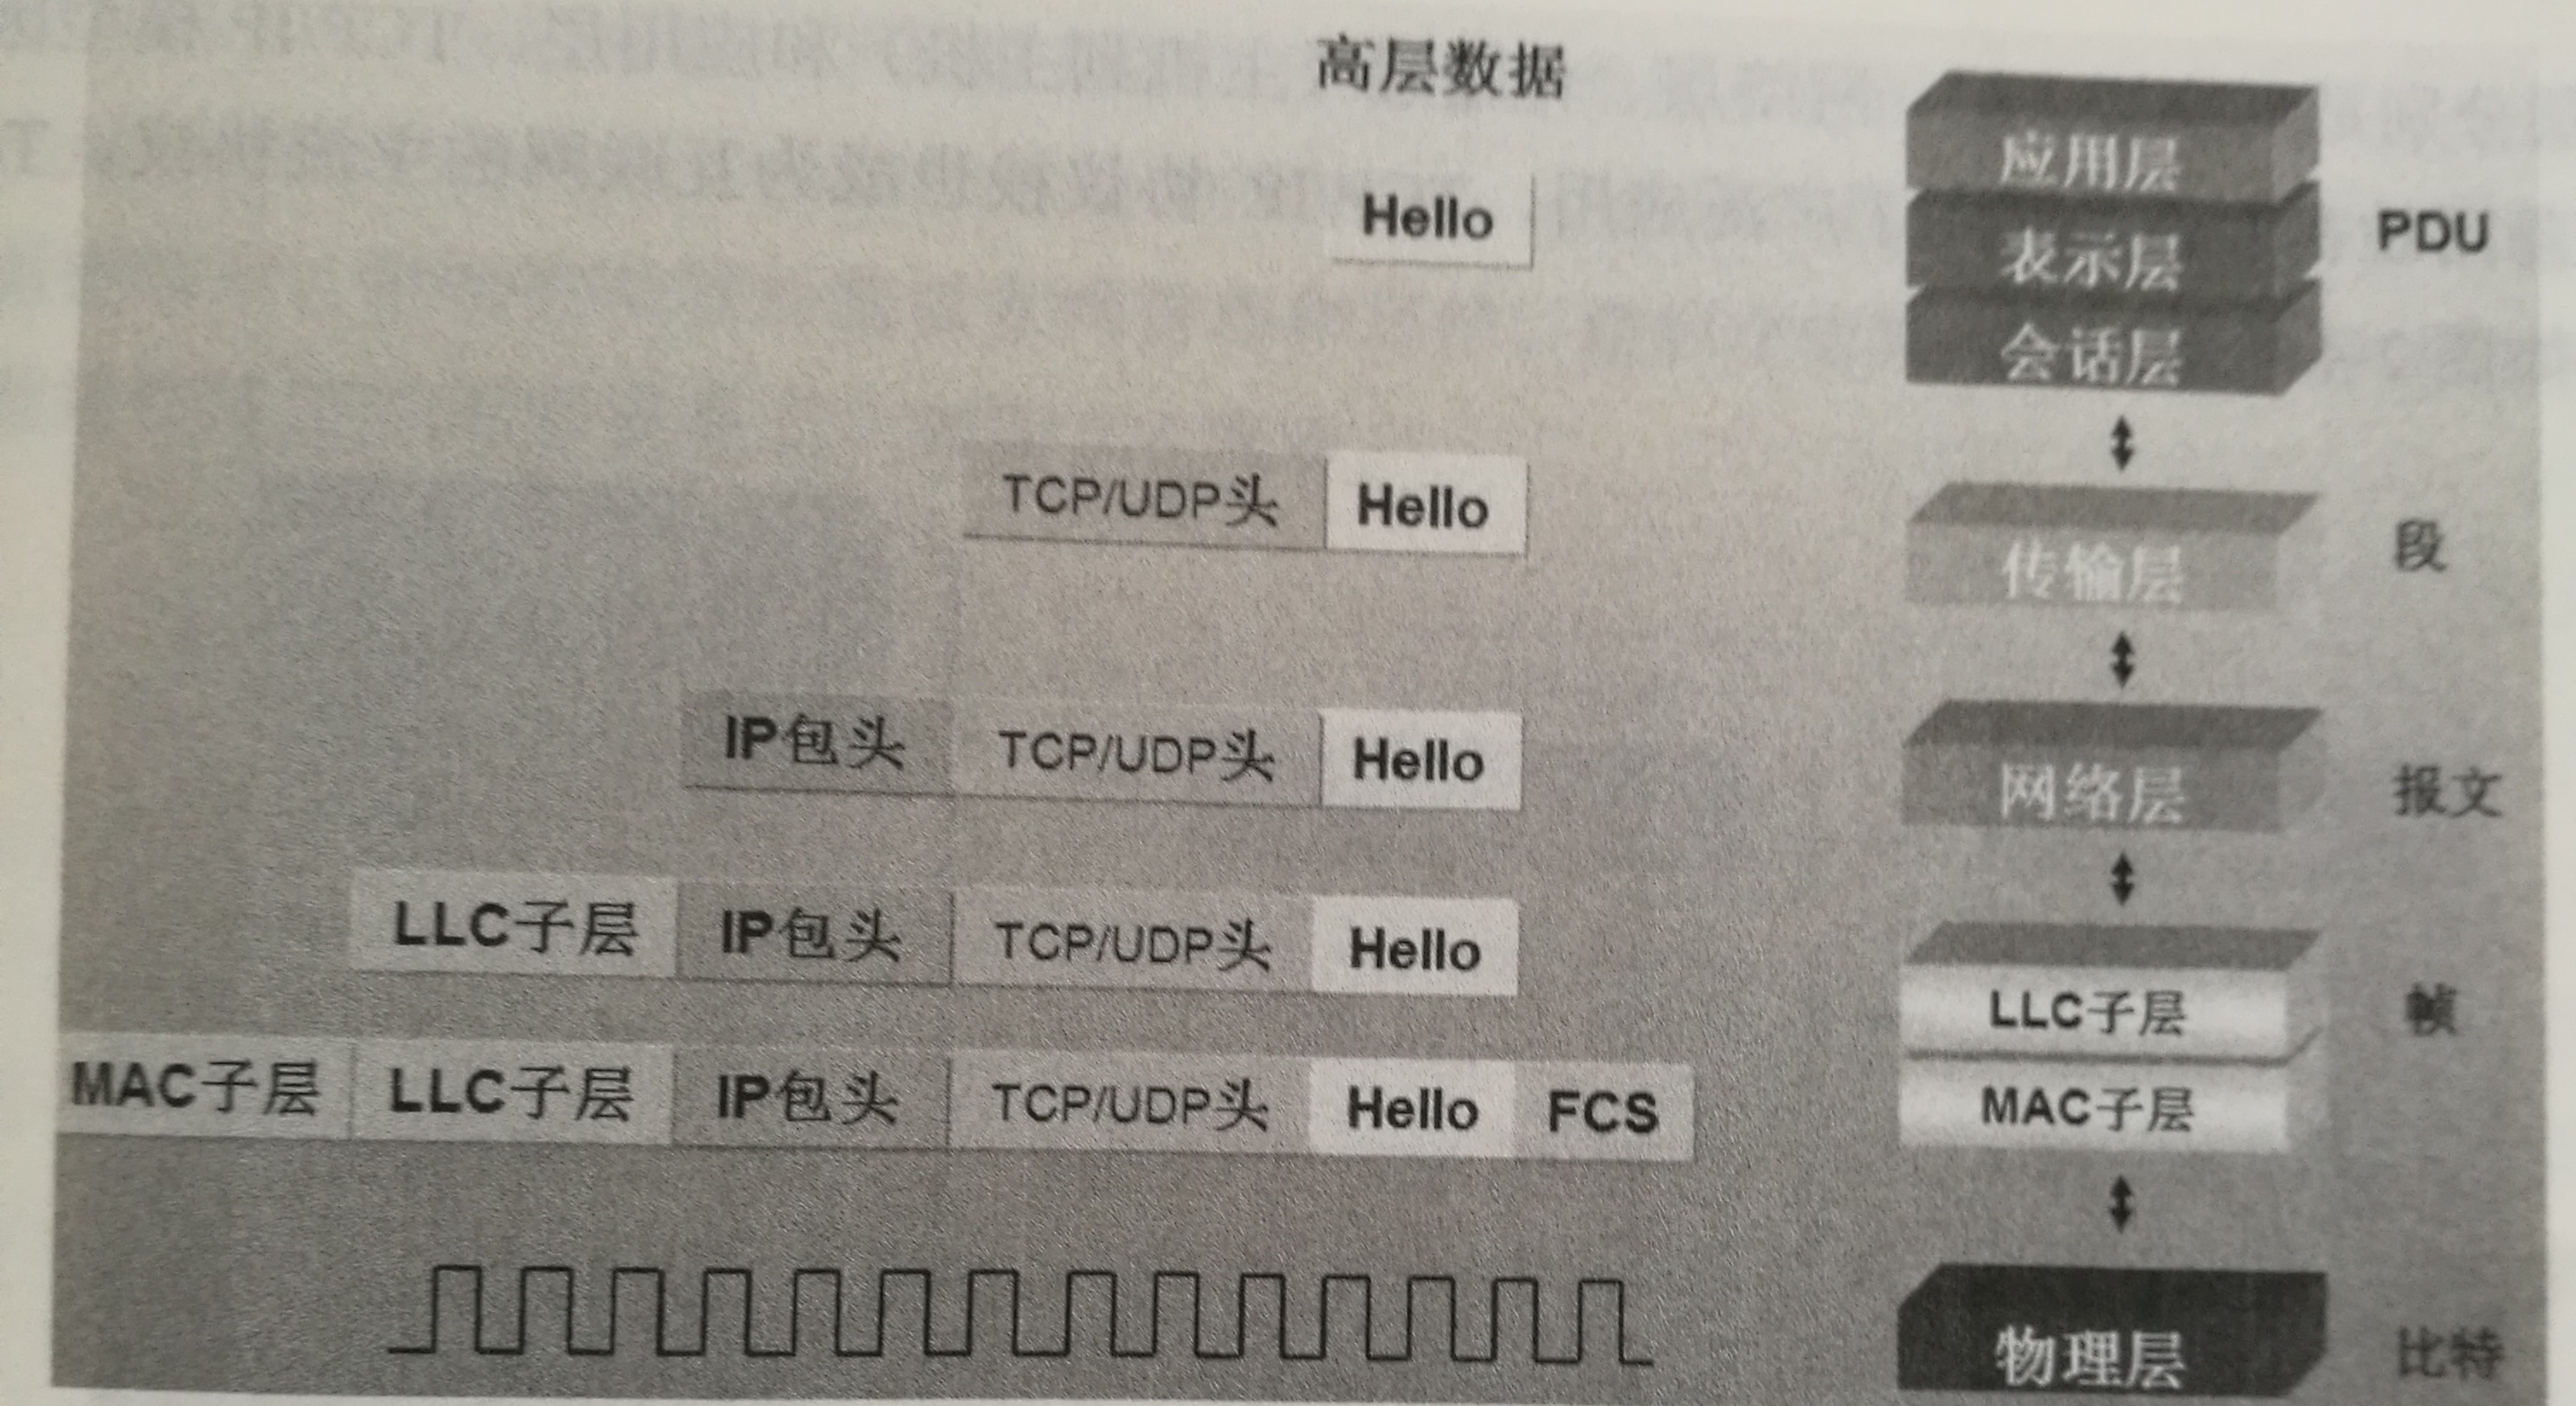 高层数据
应用层
Hello
表示层
PDU
会话层
TCP/UDP头 Hello
传输层
段
IP包头 TCP/UDP头 Hello
网络层
报文
LLC子层 IP包头 TCP/UDP头 Hello
LLC子层
帧
MAC子层 LLC子层 IP包头 TCP/UDP头 Hello FCS
MAC子层
物理层
比特